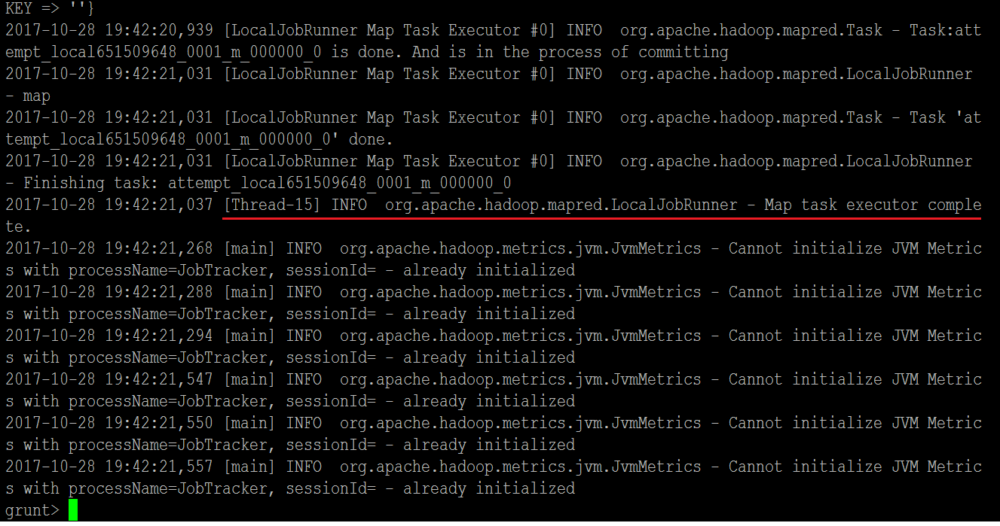 KEY => ''}
2017-10-28 19:42:20,939 [LocalJobRunner Map Task Executor #0] INFO  org.apache.hadoop.mapred.Task - Task:att
empt_local651509648_0001_m_000000_0 is done. And is in the process of committing
2017-10-28 19:42:21,031 [LocalJobRunner Map Task Executor #0] INFO  org.apache.hadoop.mapred.LocalJobRunner
- map
2017-10-28 19:42:21,031 [LocalJobRunner Map Task Executor #0] INFO  org.apache.hadoop.mapred.Task - Task 'at
tempt_local651509648_0001_m_000000_0' done.
2017-10-28 19:42:21,031 [LocalJobRunner Map Task Executor #0] INFO  org.apache.hadoop.mapred.LocalJobRunner
- Finishing task: attempt_local651509648_0001_m_000000_0
2017-10-28 19:42:21,037 [Thread-15] INFO  org.apache.hadoop.mapred.LocalJobRunner - Map task executor comple
te.
2017-10-28 19:42:21,268 [main] INFO  org.apache.hadoop.metrics.jvm.JvmMetrics - Cannot initialize JVM Metric
s with processName=JobTracker, sessionId= - already initialized
2017-10-28 19:42:21,288 [main] INFO  org.apache.hadoop.metrics.jvm.JvmMetrics - Cannot initialize JVM Metric
s with processName=JobTracker, sessionId= - already initialized
2017-10-28 19:42:21,294 [main] INFO  org.apache.hadoop.metrics.jvm.JvmMetrics - Cannot initialize JVM Metric
s with processName=JobTracker, sessionId= - already initialized
2017-10-28 19:42:21,547 [main] INFO  org.apache.hadoop.metrics.jvm.JvmMetrics - Cannot initialize JVM Metric
s with processName=JobTracker, sessionId= - already initialized
2017-10-28 19:42:21,550 [main] INFO  org.apache.hadoop.metrics.jvm.JvmMetrics - Cannot initialize JVM Metric
s with processName=JobTracker, sessionId= - already initialized
2017-10-28 19:42:21,557 [main] INFO  org.apache.hadoop.metrics.jvm.JvmMetrics - Cannot initialize JVM Metric
s with processName=JobTracker, sessionId= - already initialized
grunt>